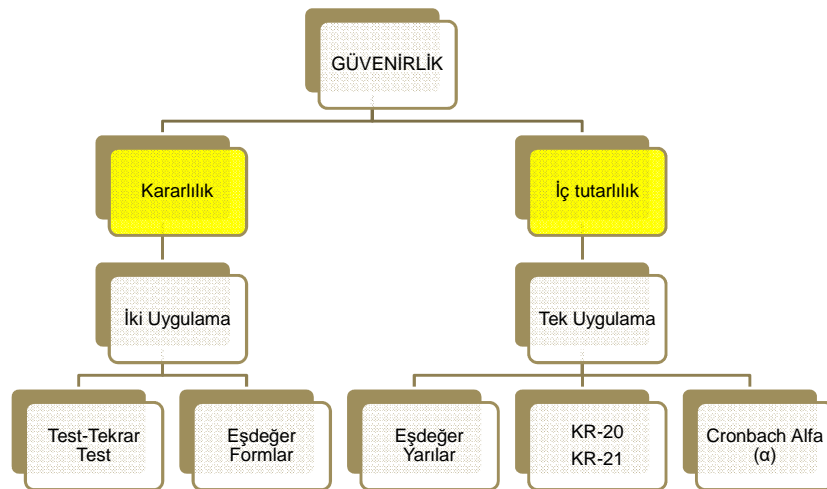 GÜVENİRLİK
Kararlılık
İç tutarlılık
İki Uygulama
Tek Uygulama
Test-Tekrar
Test
Eşdeğer
Formlar
Eşdeğer
Yarılar
KR-20
KR-21
Cronbach Alfa
(α)